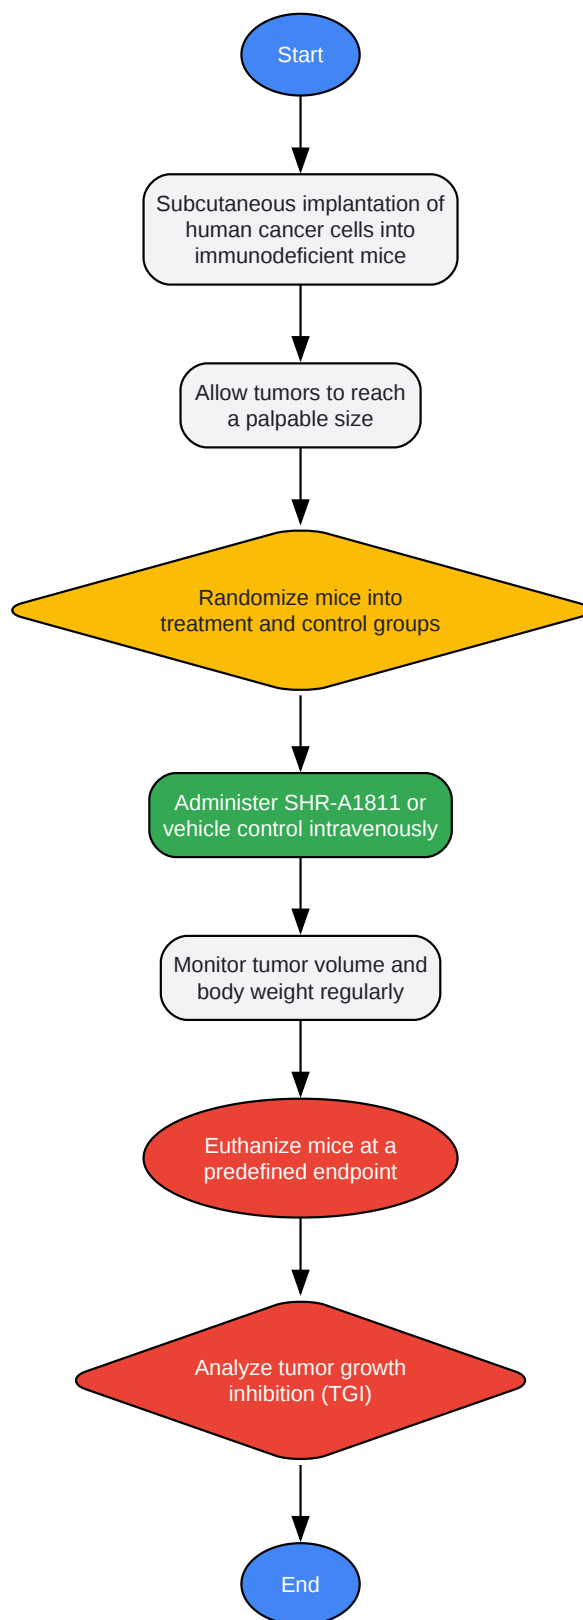 Start
Subcutaneous implantation of
human cancer cells into
immunodeficient mice
Allow tumors to reach
a palpable size
Randomize mice into
treatment and control groups
Administer SHR-A1811 or
vehicle control intravenously
Monitor tumor volume and
body weight regularly
Euthanize mice at a
predefined endpoint
Analyze tumor growth
inhibition (TGI)
End